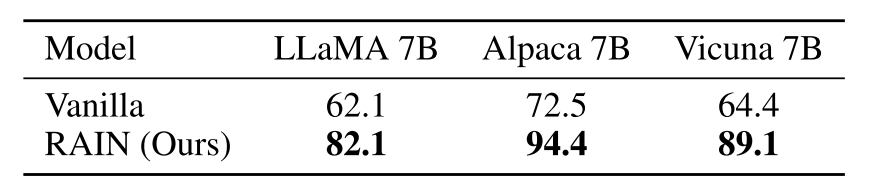 Model LLaMA 7B Alpaca 7B Vicuna 7B
Vanilla 62.1 72.5 64.4
RAIN (Ours) 82.1 94.4 89.1